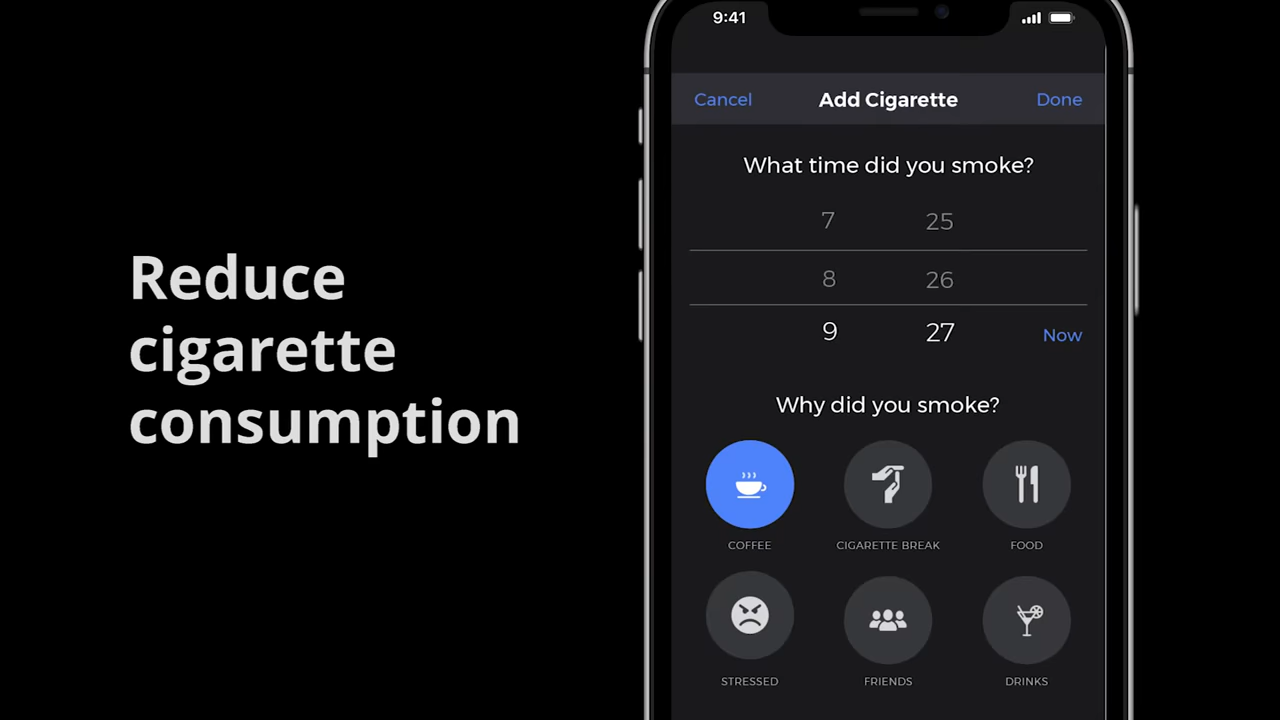 Reduce
cigarette
consumption
9:41
Cancel Add Cigarette Done
What time did you smoke?
7 25
8 26
9 27 Now
Why did you smoke?
COFFEE CIGARETTE BREAK FOOD
STRESSED FRIENDS DRINKS